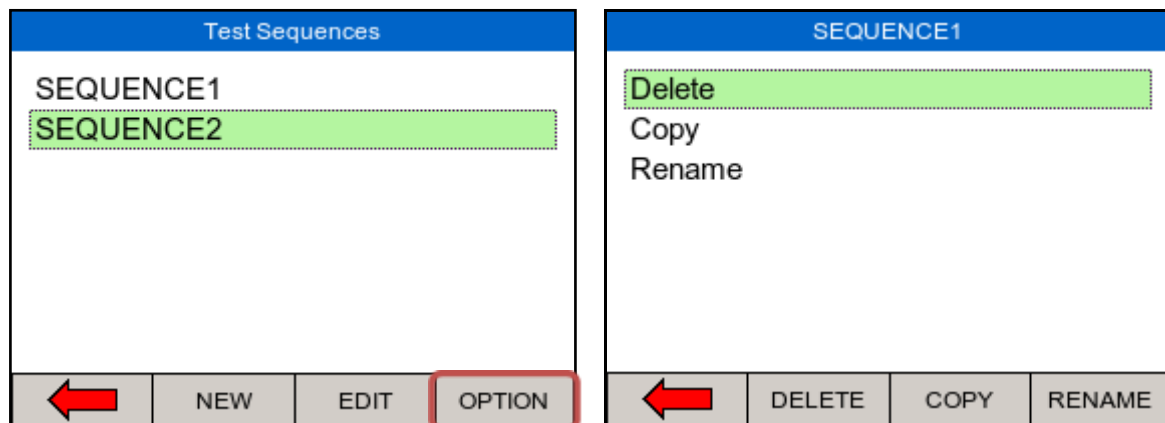 Test Sequences
SEQUENCE1
SEQUENCE2
NEW EDIT OPTION
SEQUENCE1
Delete
Copy
Rename
DELETE COPY RENAME